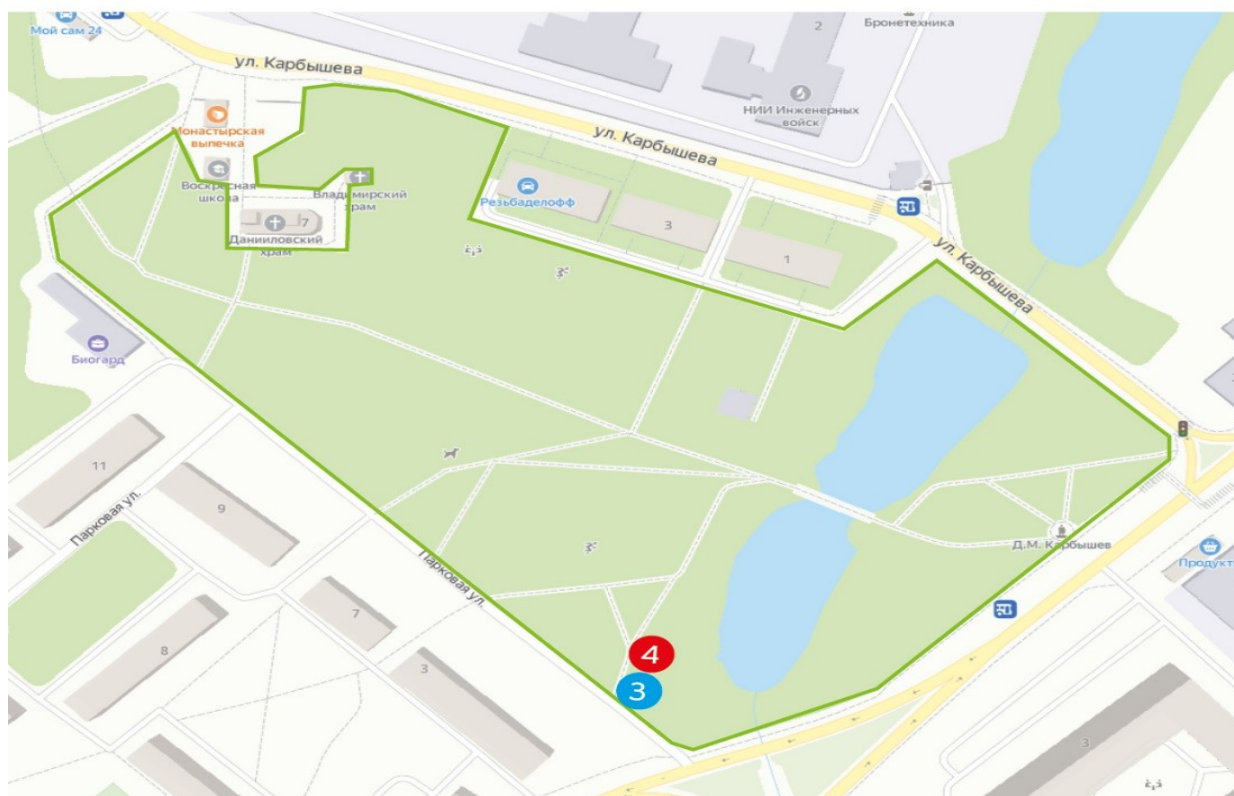 Мой сам 24
ул. Карбышева
2
Бронетехника
НИИ Инженерных
войск
Монастырская
выпечка
ул. Карбышева
Воскресная
школа
Владимирский
храм
Резьбаделофф
3
7
Данииловский
храм
1
ул. Карбышева
Биогард
11
9
Парковая ул.
Парковая ул.
Д.М. Карбышев
Продукты
7
8
3
4
3
3